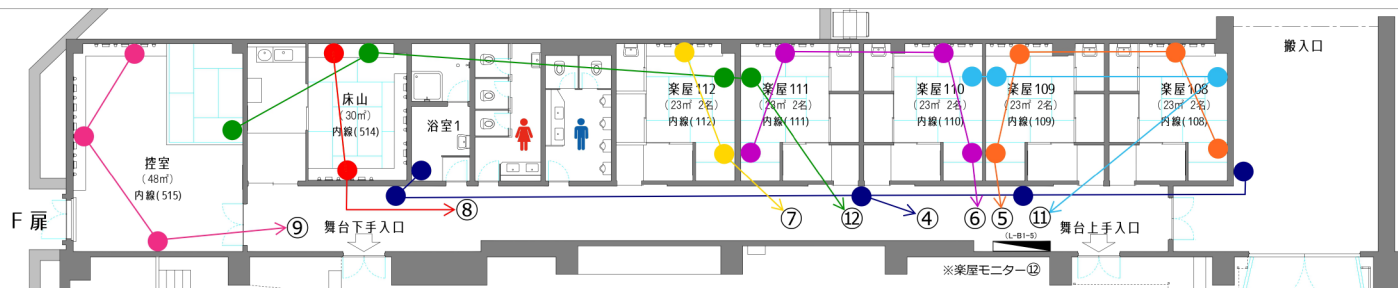 搬入口
床山
(30㎡)
内線(514)
浴室1
楽屋112
(23㎡ 2名)
内線(112)
楽屋111
(23㎡ 2名)
内線(111)
楽屋110
(23㎡ 2名)
内線(110)
楽屋109
(23㎡ 2名)
内線(109)
楽屋108
(23㎡ 2名)
内線(108)
控室
(48㎡)
内線(515)
F 扉
⑨
⑧
⑦
⑫
④
⑥
⑤
⑪
舞台下手入口
舞台上手入口
(L-B1-5)
※楽屋モニター⑫